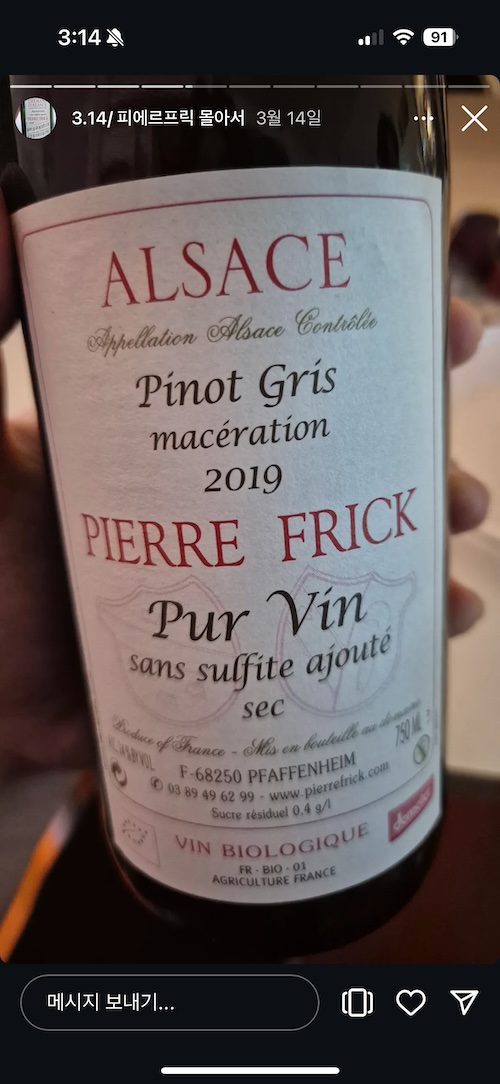 3:14
91
3.14/ 피에르프릭 몰아서 3월 14일
ALSACE
Appellation Alsace Contrôlée
Pinot Gris
macération
2019
PIERRE FRICK
Pur Vin
sans sulfite ajouté
sec
Produce of France - Mis en bouteille au domaine
750 ML
F-68250 PFAFFENHEIM
03 89 49 62 99 - www.pierrefrick.com
Sucre résiduel 0,4 g/l
demeter
VIN BIOLOGIQUE
FR - BIO - 01
AGRICULTURE FRANCE
메시지 보내기...